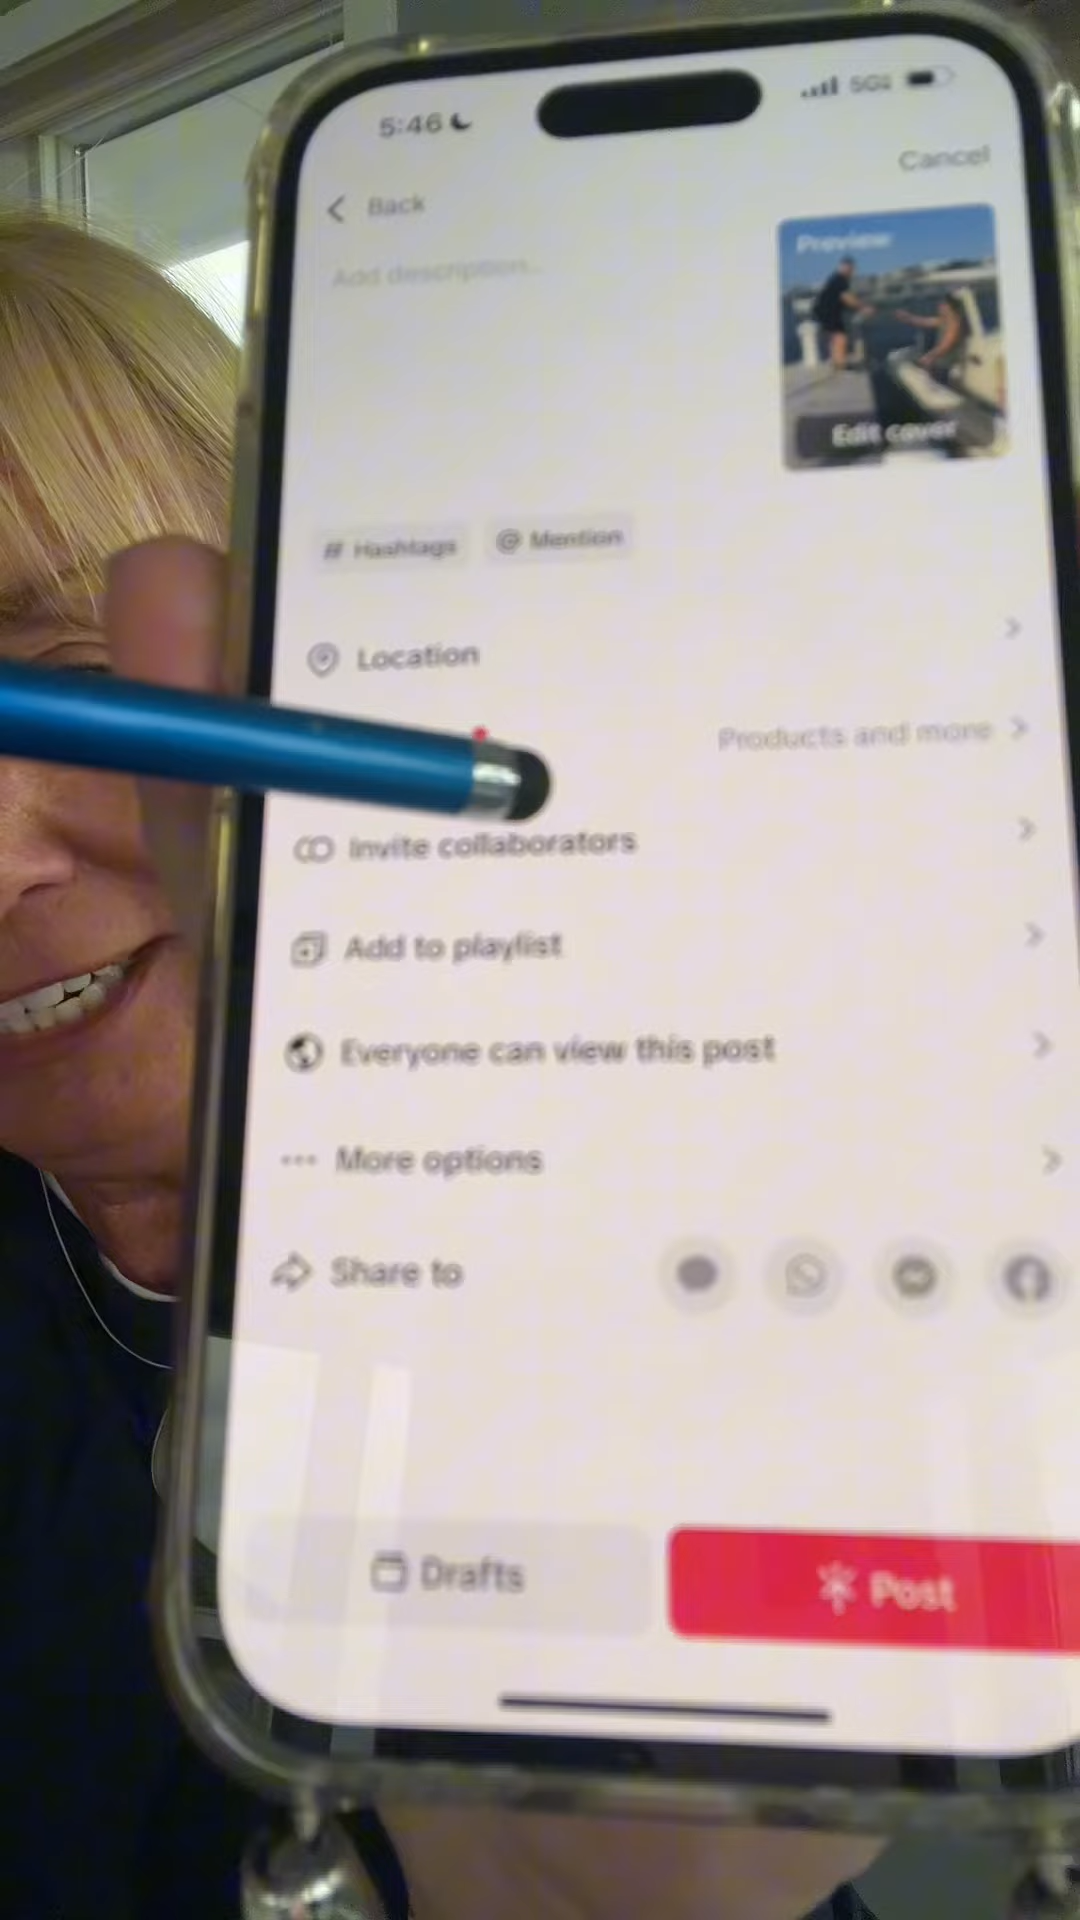 5:46
5G
Cancel
Back
Add description...
Preview
Edit cover
# Hashtags
@ Mention
Location
Products and more
Invite collaborators
Add to playlist
Everyone can view this post
More options
Share to
Drafts
Post